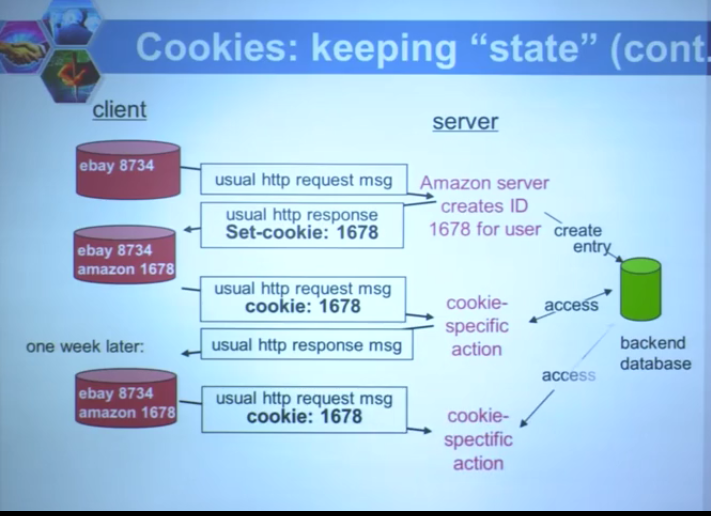 Cookies: keeping “state” (cont.
client
server
ebay 8734
usual http request msg
Amazon server
creates ID
1678 for user
usual http response
Set-cookie: 1678
create
entry
ebay 8734
amazon 1678
usual http request msg
cookie: 1678
cookie-
specific
action
access
backend
database
one week later:
usual http response msg
access
ebay 8734
amazon 1678
usual http request msg
cookie: 1678
cookie-
spectific
action